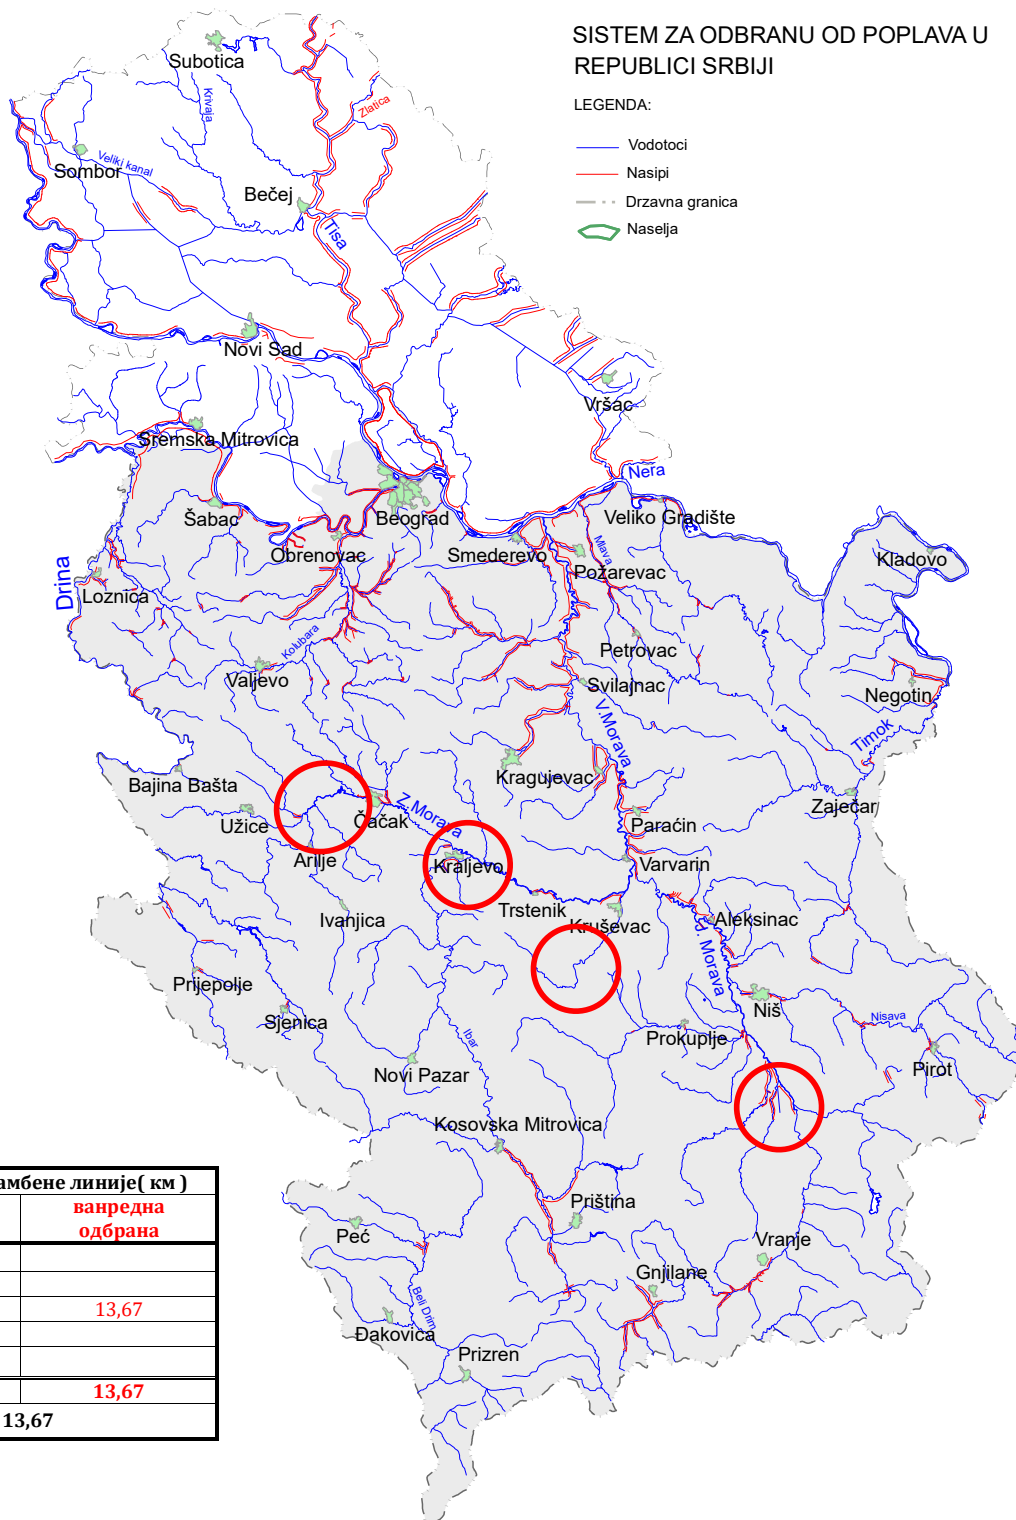 SISTEM ZA ODBRANU OD POPLAVA U
REPUBLICI SRBIJI
LEGENDA:
Vodotoci
Nasipi
Drzavna granica
Naselja
Subotica
Krivaja
Zlatica
Sombor
Veliki kanal
Bečej
Tisa
Novi Sad
Vršac
Sremska Mitrovica
Nera
Šabac
Beograd
Veliko Gradište
Obrenovac
Smederevo
Mlava
Požarevac
Kladovo
Drina
Loznica
Kolubara
Petrovac
Valjevo
Svilajnac
Negotin
V.Morava
Timok
Bajina Bašta
Kragujevac
Užice
Čačak
Z.Morava
Zaječar
Paraćin
Arilje
Kraljevo
Varvarin
Ivanjica
Trstenik
Kruševac
Aleksinac
J. Morava
Prijepolje
Sjenica
Niš
Nisava
Ibar
Prokuplje
Pirot
Novi Pazar
Kosovska Mitrovica
Priština
Peć
Vranje
Gnjilane
Beli Drim
Đakovica
Prizren
амбене линије( км )
ванредна
одбрана
13,67
13,67
13,67